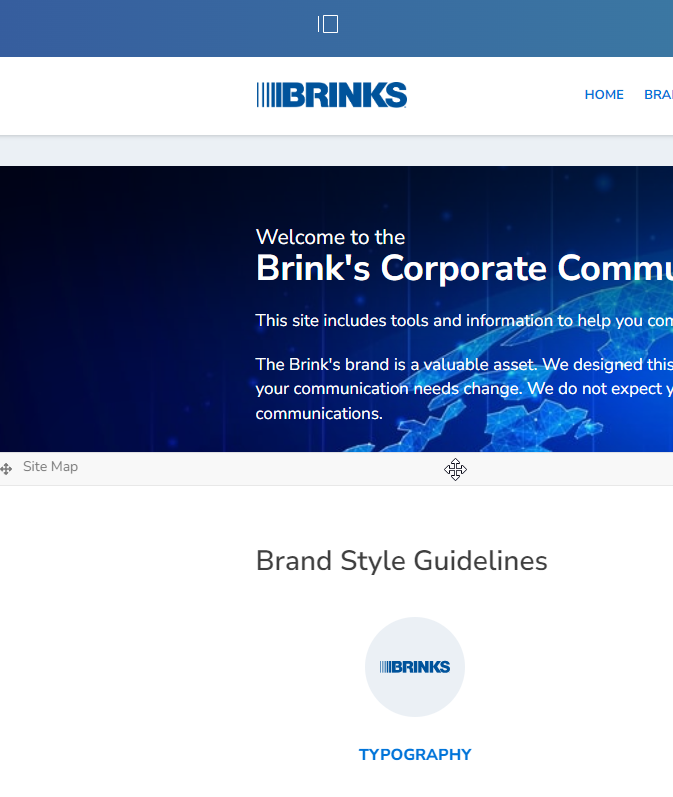 BRINKS
HOME BRA
Welcome to the
Brink's Corporate Commu
This site includes tools and information to help you com
The Brink's brand is a valuable asset. We designed this
your communication needs change. We do not expect y
communications.
Site Map
Brand Style Guidelines
BRINKS
TYPOGRAPHY